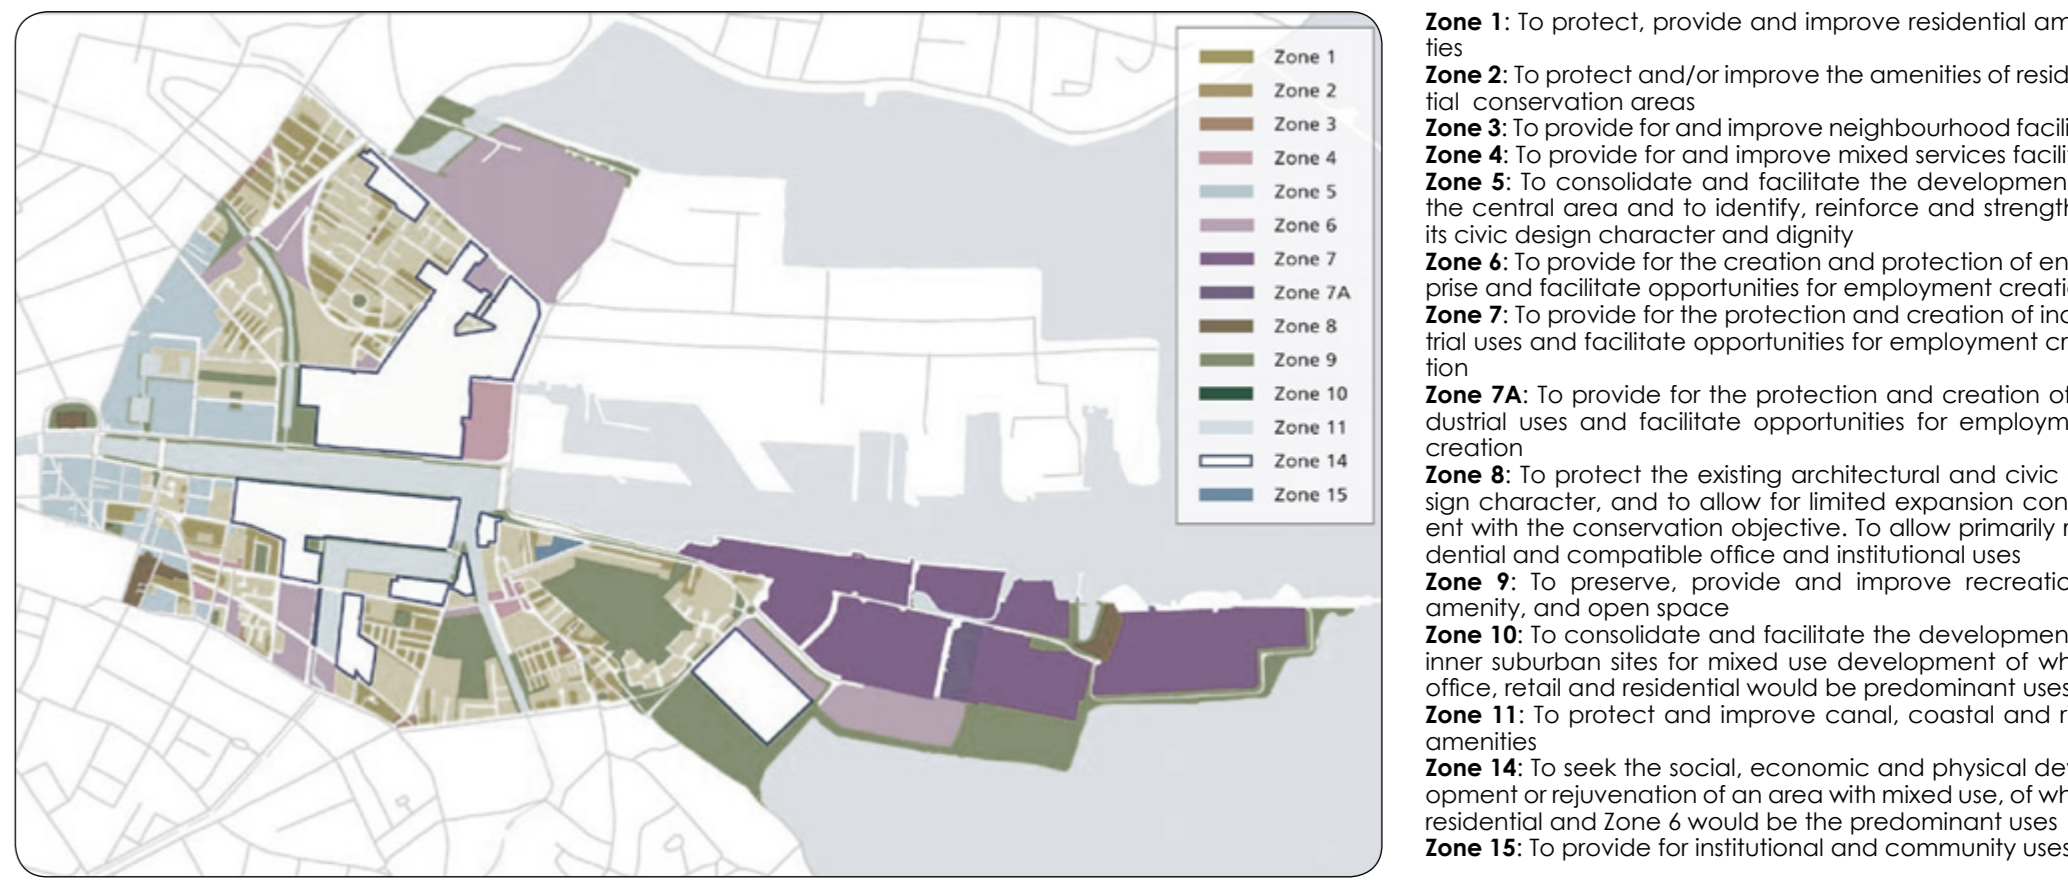 Zone 1
Zone 2
Zone 3
Zone 4
Zone 5
Zone 6
Zone 7
Zone 7A
Zone 8
Zone 9
Zone 10
Zone 11
Zone 14
Zone 15
Zone 1: To protect, provide and improve residential am
ties
Zone 2: To protect and/or improve the amenities of resid
tial conservation areas
Zone 3: To provide for and improve neighbourhood facili
Zone 4: To provide for and improve mixed services facili
Zone 5: To consolidate and facilitate the developmen
the central area and to identify, reinforce and strength
its civic design character and dignity
Zone 6: To provide for the creation and protection of en
prise and facilitate opportunities for employment creati
Zone 7: To provide for the protection and creation of ind
trial uses and facilitate opportunities for employment cr
tion
Zone 7A: To provide for the protection and creation of
dustrial uses and facilitate opportunities for employm
creation
Zone 8: To protect the existing architectural and civic
sign character, and to allow for limited expansion con
ent with the conservation objective. To allow primarily r
dential and compatible office and institutional uses
Zone 9: To preserve, provide and improve recreatio
amenity, and open space
Zone 10: To consolidate and facilitate the developmen
inner suburban sites for mixed use development of wh
office, retail and residential would be predominant uses
Zone 11: To protect and improve canal, coastal and r
amenities
Zone 14: To seek the social, economic and physical de
opment or rejuvenation of an area with mixed use, of wh
residential and Zone 6 would be the predominant uses
Zone 15: To provide for institutional and community uses